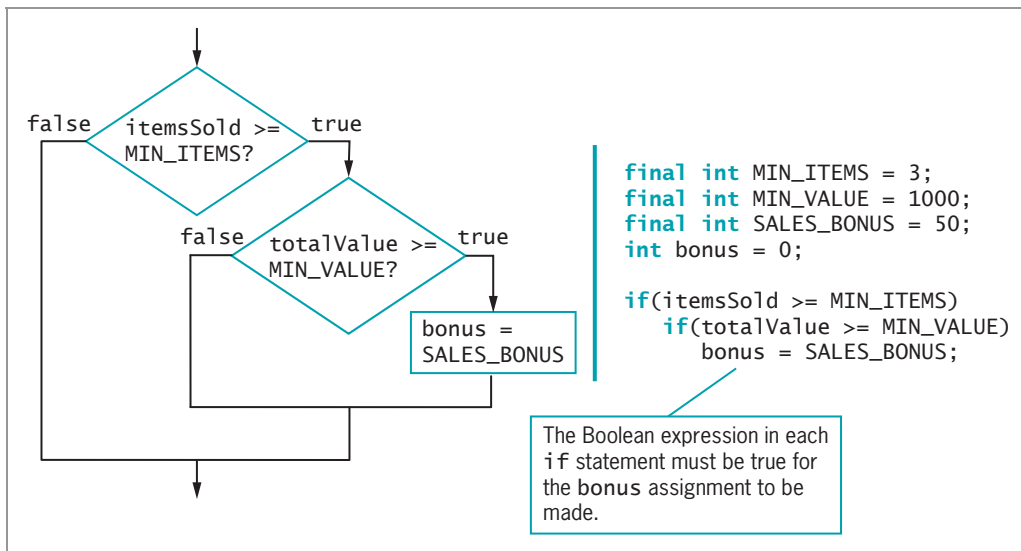 false
itemsSold >=
MIN_ITEMS?
true
false
totalValue >=
MIN_VALUE?
true
bonus =
SALES_BONUS
final int MIN_ITEMS = 3;
final int MIN_VALUE = 1000;
final int SALES_BONUS = 50;
int bonus = 0;
if(itemsSold >= MIN_ITEMS)
if(totalValue >= MIN_VALUE)
bonus = SALES_BONUS;
The Boolean expression in each
if statement must be true for
the bonus assignment to be
made.